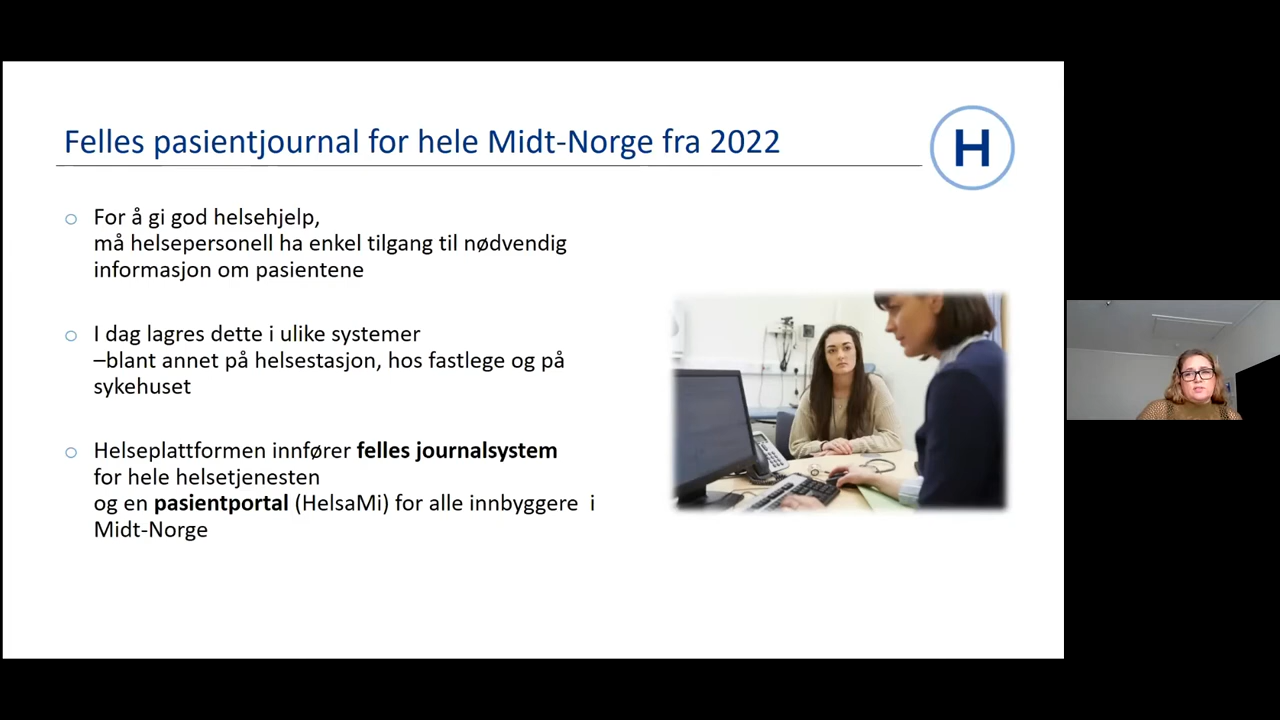 Felles pasientjournal for hele Midt-Norge fra 2022
H
For å gi god helsehjelp,
må helsepersonell ha enkel tilgang til nødvendig
informasjon om pasientene
I dag lagres dette i ulike systemer
–blant annet på helsestasjon, hos fastlege og på
sykehuset
Helseplattformen innfører felles journalsystem
for hele helsetjenesten
og en pasientportal (HelsaMi) for alle innbyggere i
Midt-Norge